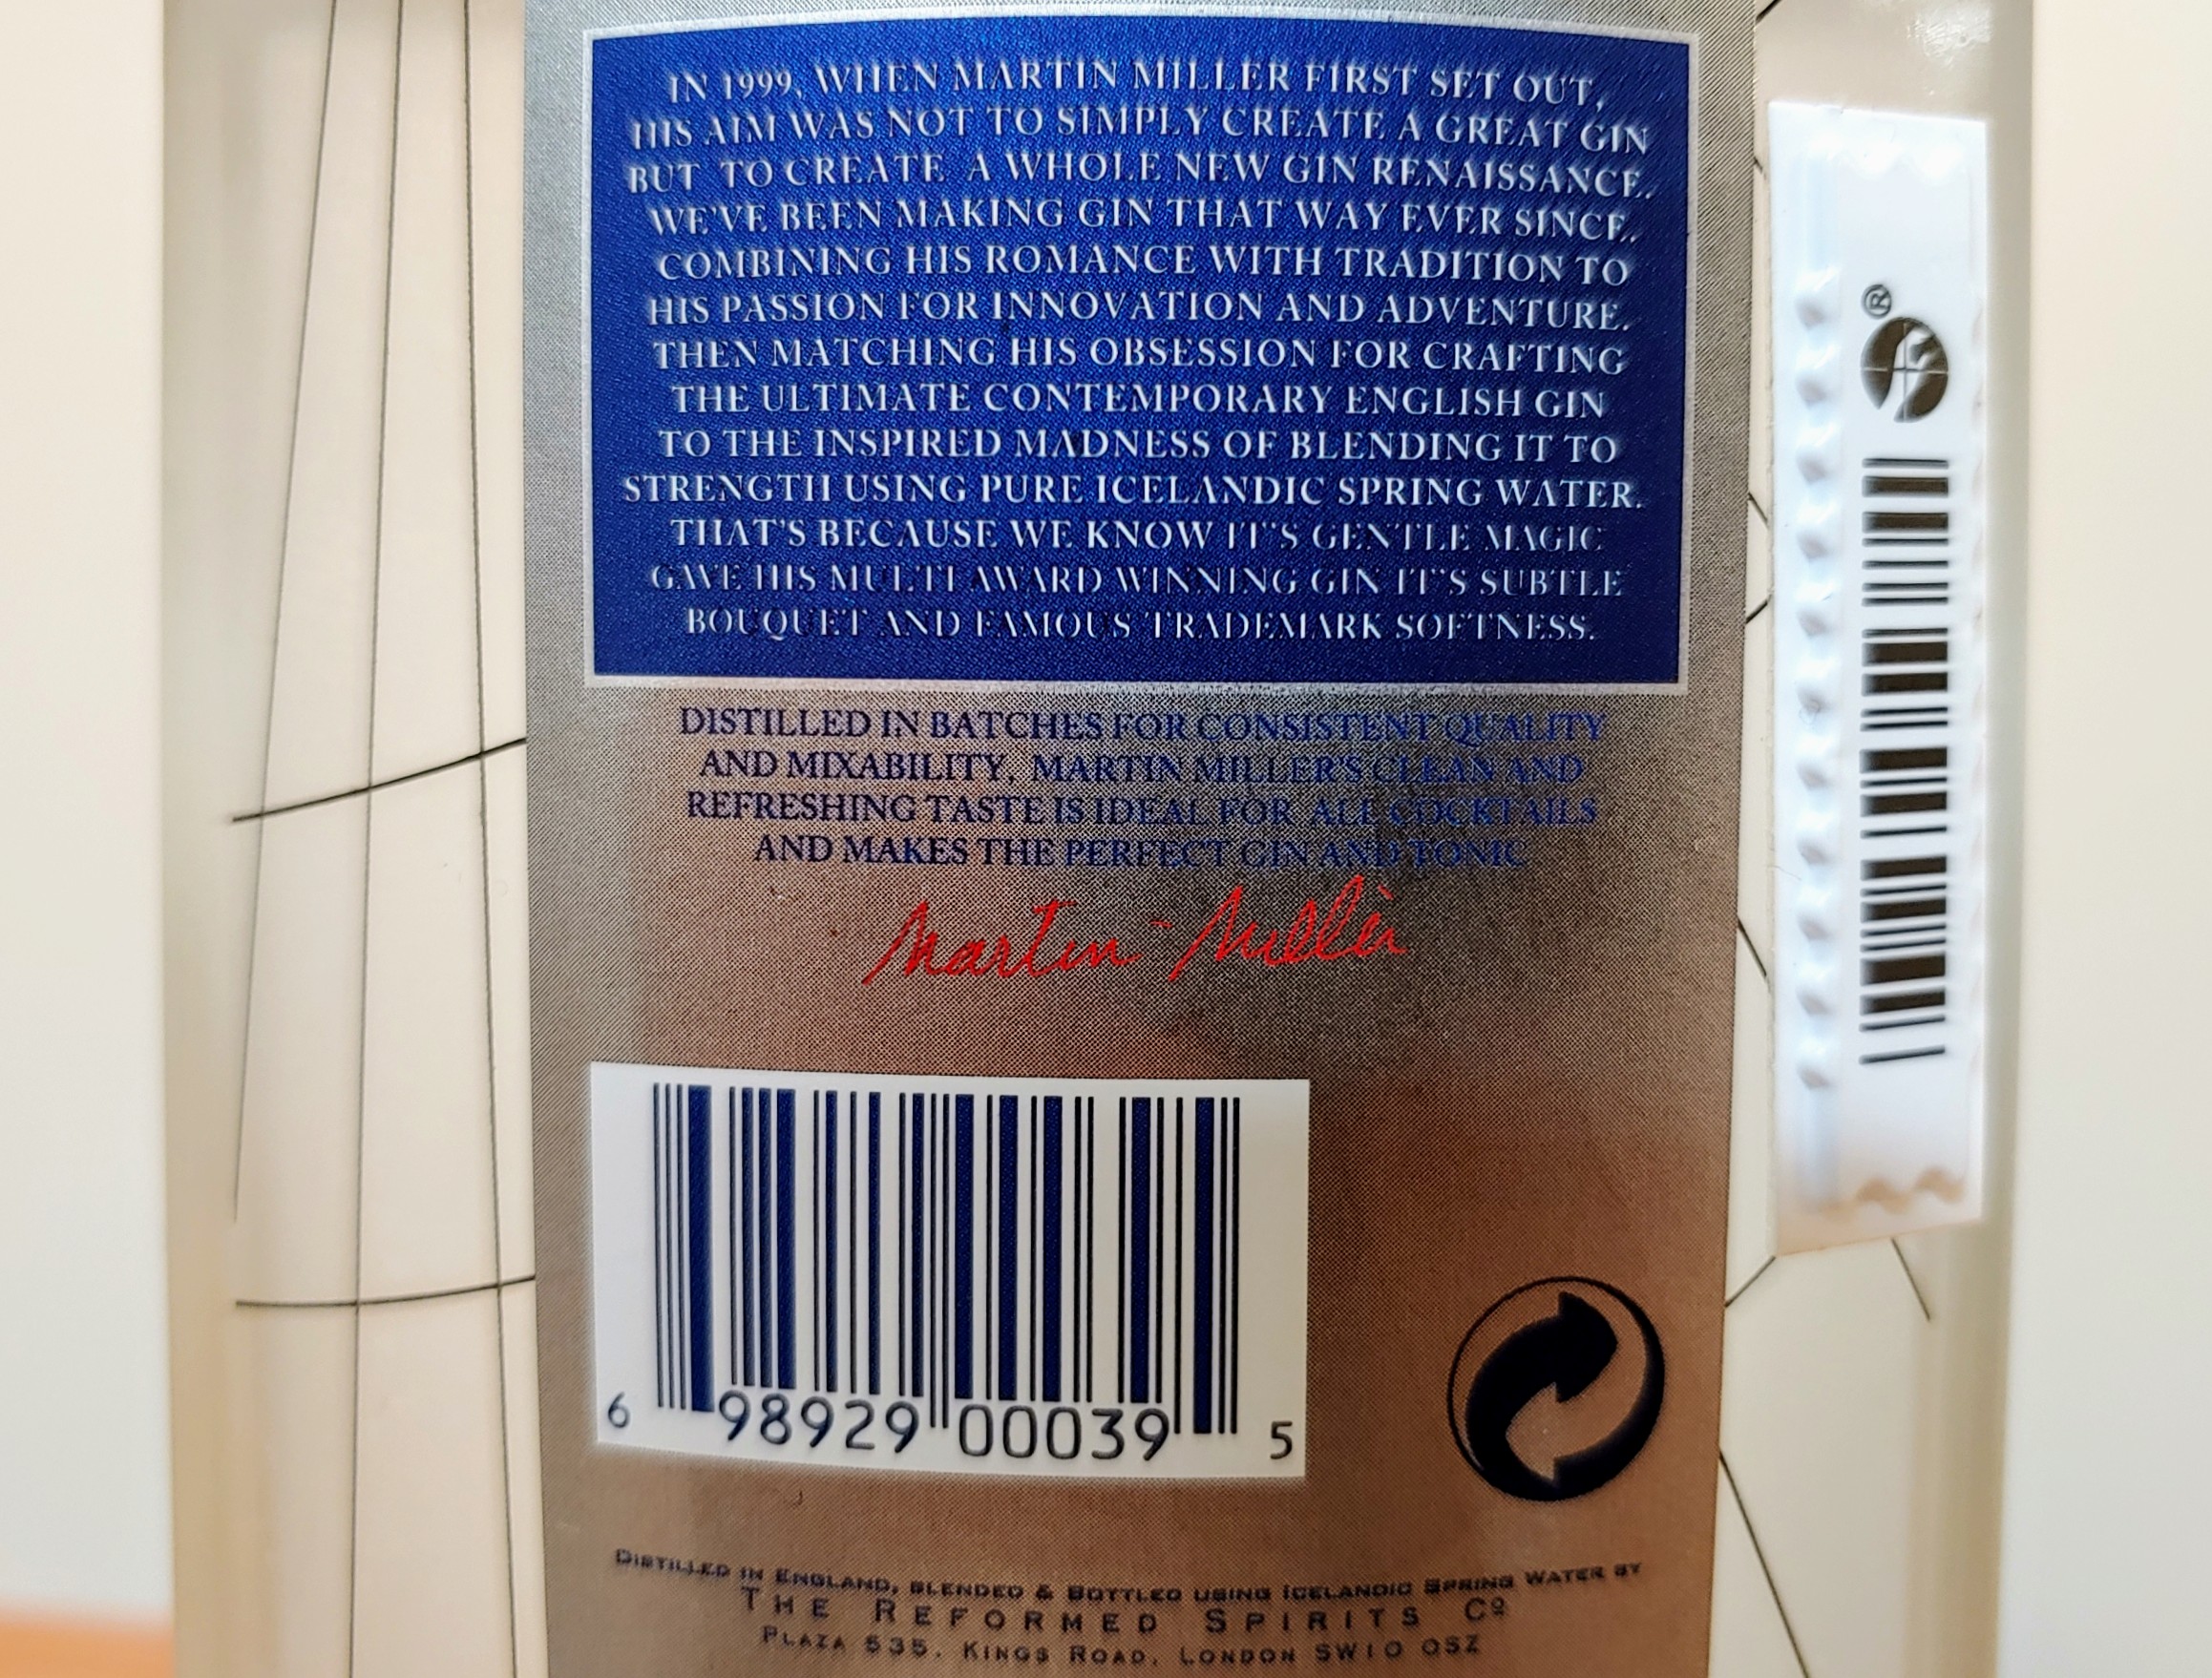 IN 1999, WHEN MARTIN MILLER FIRST SET OUT,
HIS AIM WAS NOT TO SIMPLY CREATE A GREAT GIN
BUT TO CREATE A WHOLE NEW GIN RENAISSANCE.
WE'VE BEEN MAKING GIN THAT WAY EVER SINCE.
COMBINING HIS ROMANCE WITH TRADITION TO
HIS PASSION FOR INNOVATION AND ADVENTURE.
THEN MATCHING HIS OBSESSION FOR CRAFTING
THE ULTIMATE CONTEMPORARY ENGLISH GIN
TO THE INSPIRED MADNESS OF BLENDING IT TO
STRENGTH USING PURE ICELANDIC SPRING WATER.
THAT'S BECAUSE WE KNOW IT'S GENTLE MAGIC
GAVE HIS MULTI AWARD WINNING GIN IT'S SUBTLE
BOUQUET AND FAMOUS TRADEMARK SOFTNESS.
DISTILLED IN BATCHES FOR CONSISTENT QUALITY
AND MIXABILITY, MARTIN MILLER'S CLEAN AND
REFRESHING TASTE IS IDEAL FOR ALL COCKTAILS
AND MAKES THE PERFECT GIN AND TONIC
Martin Miller
6 98929 00039 5
DISTILLED IN ENGLAND, BLENDED & BOTTLED USING ICELANDIC SPRING WATER BY
THE REFORMED SPIRITS Cº
PLAZA 535, KINGS ROAD, LONDON SW10 0SZ
®